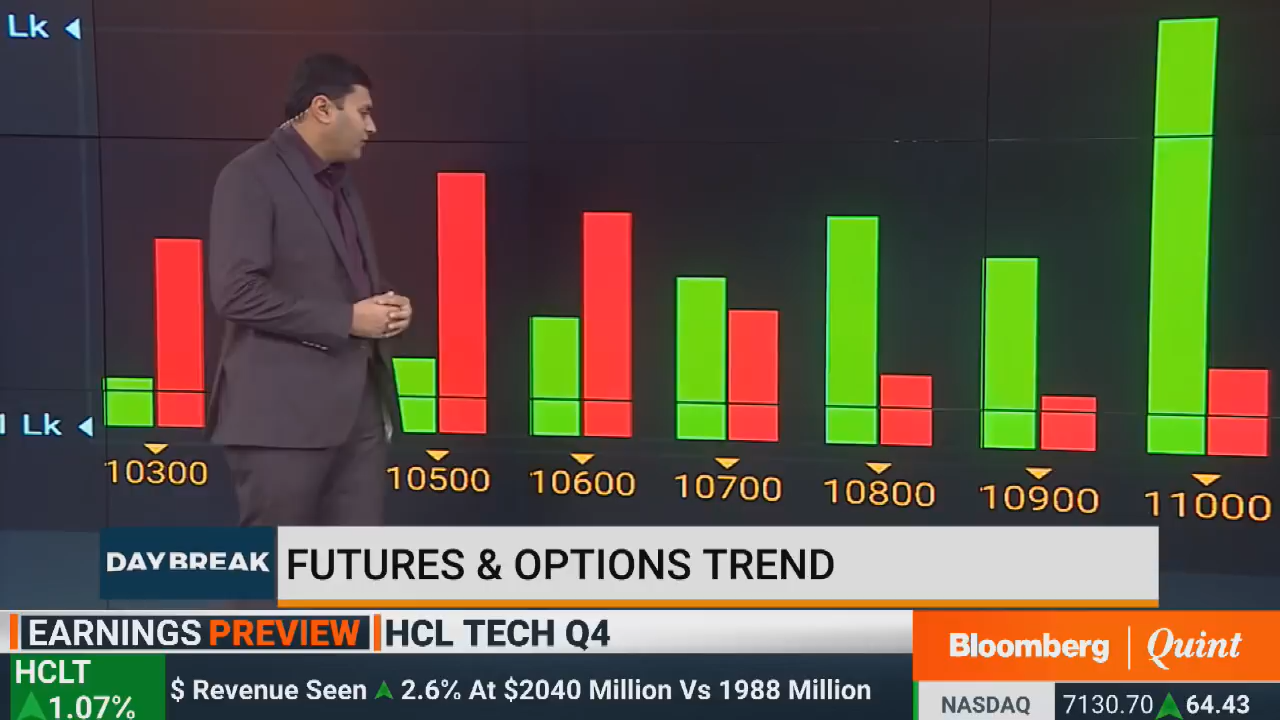 Lk
1 Lk
10300
10500
10600
10700
10800
10900
11000
DAYBREAK
FUTURES & OPTIONS TREND
EARNINGS PREVIEW
HCL TECH Q4
Bloomberg | Quint
HCLT
1.07%
$ Revenue Seen ▲ 2.6% At $2040 Million Vs 1988 Million
NASDAQ 7130.70 ▲ 64.43